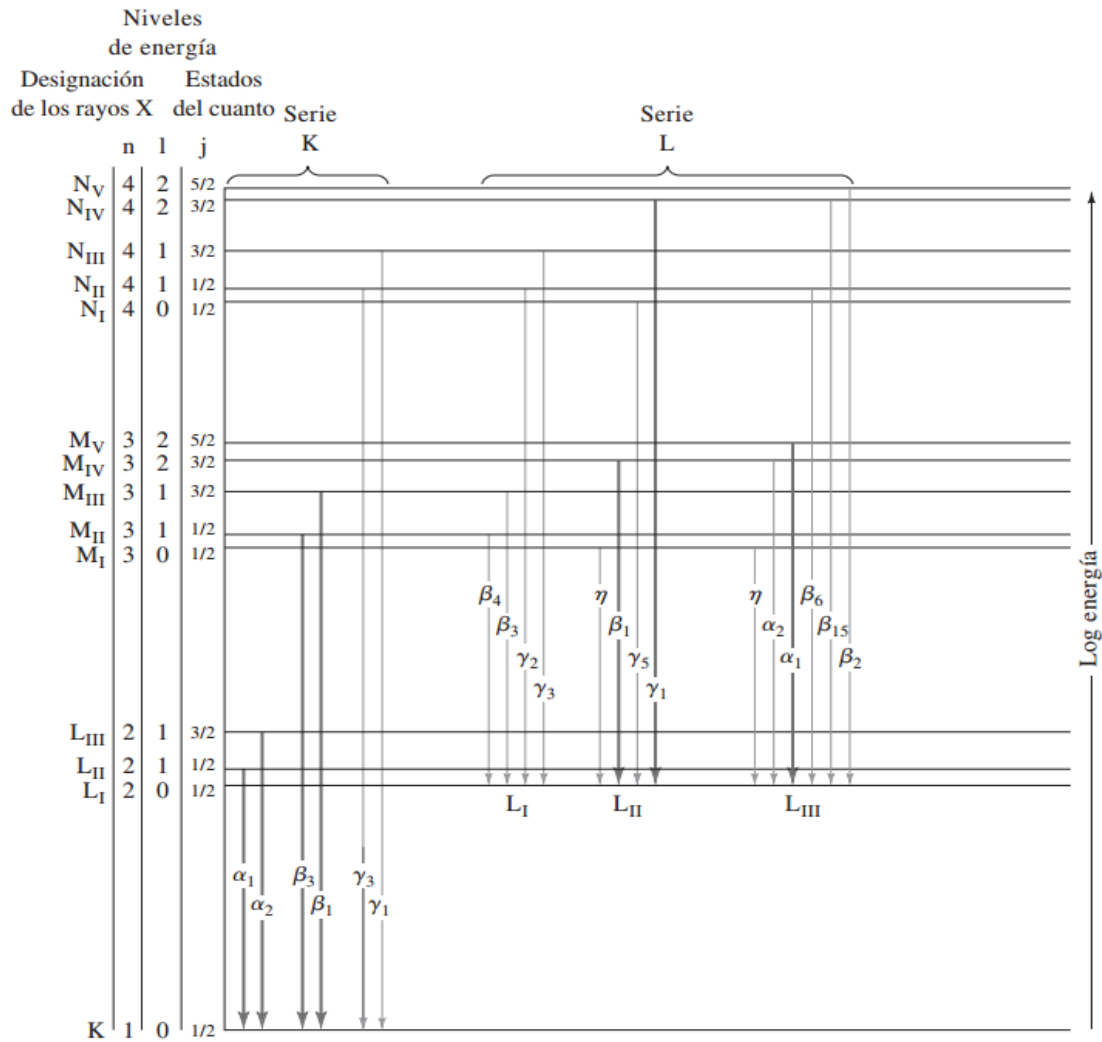 Niveles
de energía
Designación Estados
de los rayos X del cuanto
Serie
K
Serie
L
n l j
N_V 4 2 5/2
N_IV 4 2 3/2
N_III 4 1 3/2
N_II 4 1 1/2
N_I 4 0 1/2
M_V 3 2 5/2
M_IV 3 2 3/2
M_III 3 1 3/2
M_II 3 1 1/2
M_I 3 0 1/2
β4 η η β6
β3 β1 α2 β15
γ2 γ5 α1 β2
γ3 γ1
Log energía
L_III 2 1 3/2
L_II 2 1 1/2
L_I 2 0 1/2
L_I L_II L_III
α1 β3 γ3
α2 β1 γ1
K 1 0 1/2